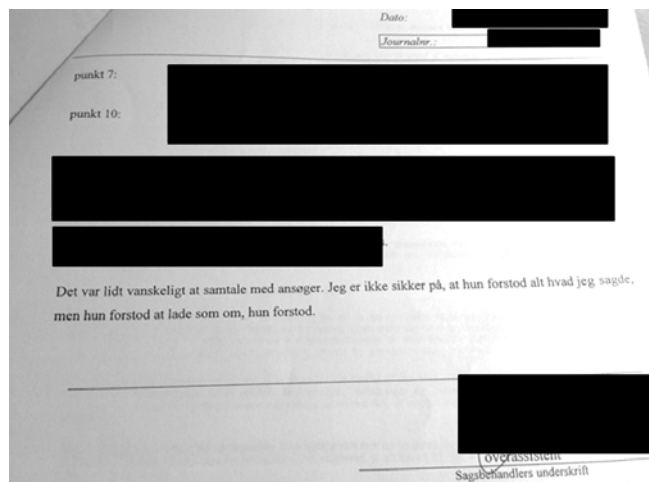 Dato:
Journalnr.:
punkt 7:
punkt 10:
Det var lidt vanskeligt at samtale med ansøger. Jeg er ikke sikker på, at hun forstod alt hvad jeg sagde,
men hun forstod at lade som om, hun forstod.
overassistent
Sagsbehandlers underskrift